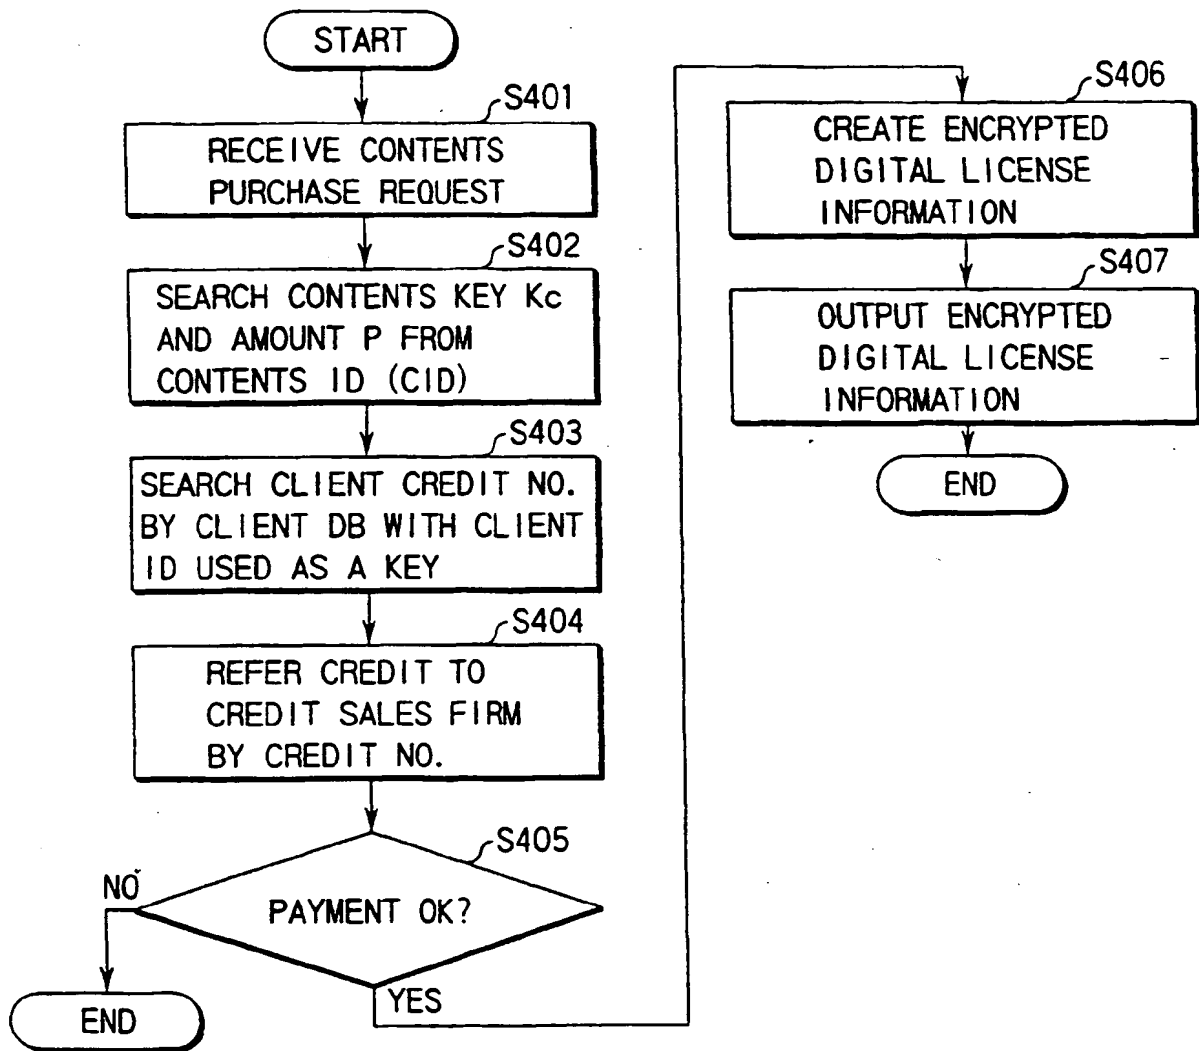 START
S401
RECEIVE CONTENTS
PURCHASE REQUEST
S402
SEARCH CONTENTS KEY Kc
AND AMOUNT P FROM
CONTENTS ID (CID)
S403
SEARCH CLIENT CREDIT NO.
BY CLIENT DB WITH CLIENT
ID USED AS A KEY
S404
REFER CREDIT TO
CREDIT SALES FIRM
BY CREDIT NO.
S405
PAYMENT OK?
NO
END
YES
S406
CREATE ENCRYPTED
DIGITAL LICENSE
INFORMATION
S407
OUTPUT ENCRYPTED
DIGITAL LICENSE
INFORMATION
END